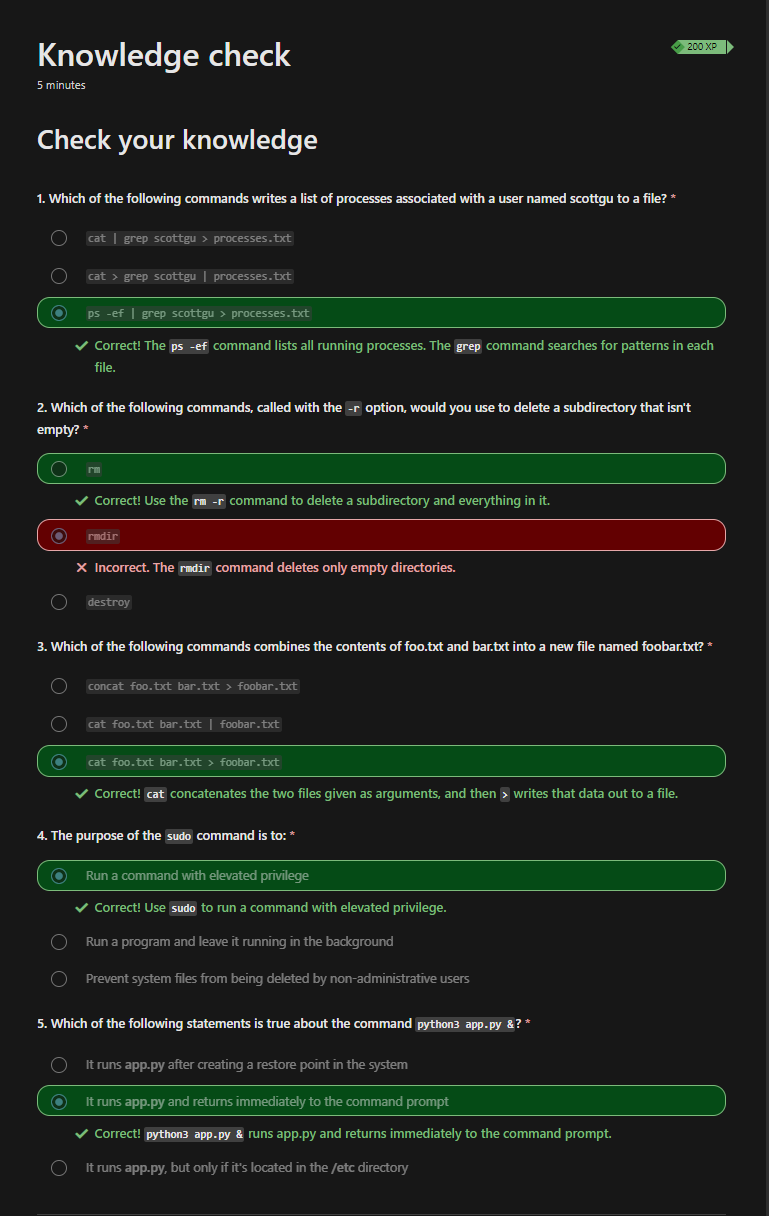 Knowledge check
200 XP
5 minutes
Check your knowledge
1. Which of the following commands writes a list of processes associated with a user named scottgu to a file? *
cat | grep scottgu > processes.txt
cat > grep scottgu | processes.txt
ps -ef | grep scottgu > processes.txt
Correct! The ps -ef command lists all running processes. The grep command searches for patterns in each
file.
2. Which of the following commands, called with the -r option, would you use to delete a subdirectory that isn't
empty? *
rm
Correct! Use the rm -r command to delete a subdirectory and everything in it.
rmdir
Incorrect. The rmdir command deletes only empty directories.
destroy
3. Which of the following commands combines the contents of foo.txt and bar.txt into a new file named foobar.txt? *
concat foo.txt bar.txt > foobar.txt
cat foo.txt bar.txt | foobar.txt
cat foo.txt bar.txt > foobar.txt
Correct! cat concatenates the two files given as arguments, and then > writes that data out to a file.
4. The purpose of the sudo command is to: *
Run a command with elevated privilege
Correct! Use sudo to run a command with elevated privilege.
Run a program and leave it running in the background
Prevent system files from being deleted by non-administrative users
5. Which of the following statements is true about the command python3 app.py &? *
It runs app.py after creating a restore point in the system
It runs app.py and returns immediately to the command prompt
Correct! python3 app.py & runs app.py and returns immediately to the command prompt.
It runs app.py, but only if it's located in the /etc directory